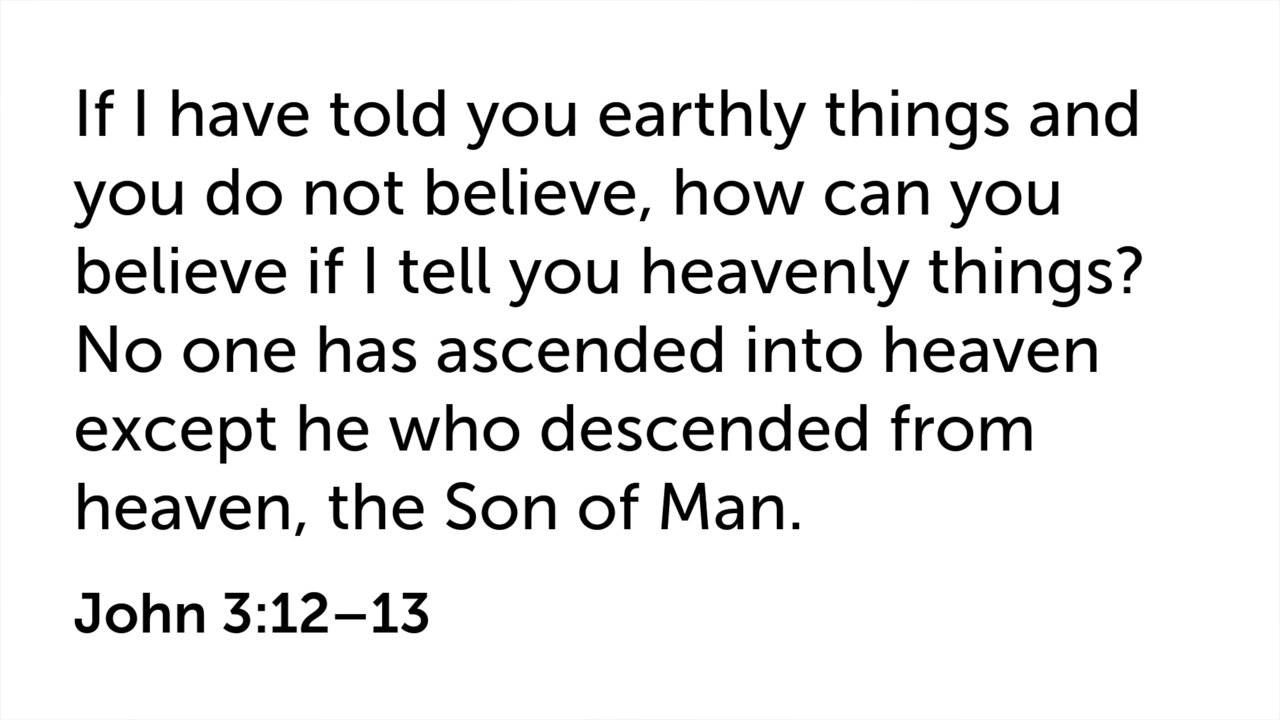 If I have told you earthly things and
you do not believe, how can you
believe if I tell you heavenly things?
No one has ascended into heaven
except he who descended from
heaven, the Son of Man.
John 3:12–13